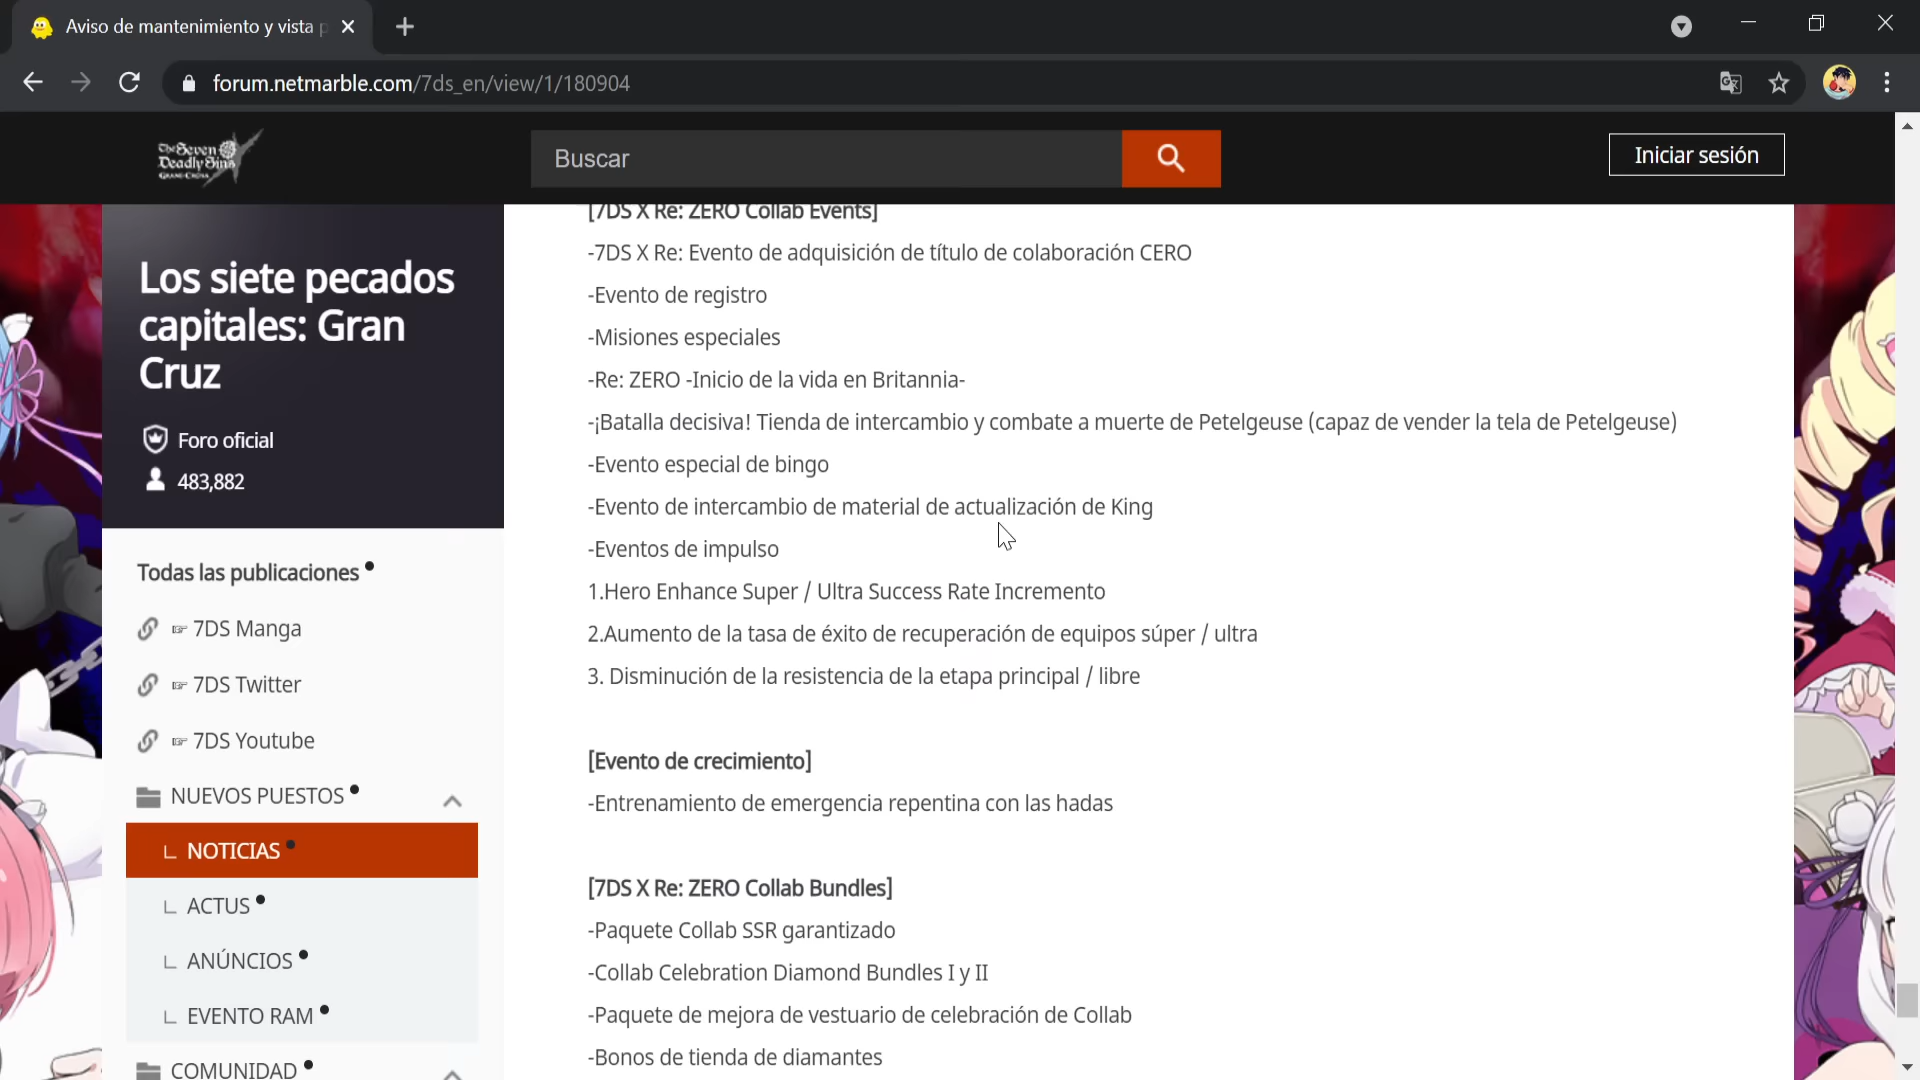 Aviso de mantenimiento y vista p
forum.netmarble.com/7ds_en/view/1/180904
The Seven
Deadly Sins
GRAND CROSS
Buscar
Iniciar sesión
Los siete pecados
capitales: Gran
Cruz
Foro oficial
483,882
Todas las publicaciones
☞ 7DS Manga
☞ 7DS Twitter
☞ 7DS Youtube
NUEVOS PUESTOS
NOTICIAS
ACTUS
ANÚNCIOS
EVENTO RAM
COMUNIDAD
[7DS X Re: ZERO Collab Events]
-7DS X Re: Evento de adquisición de título de colaboración CERO
-Evento de registro
-Misiones especiales
-Re: ZERO -Inicio de la vida en Britannia-
-¡Batalla decisiva! Tienda de intercambio y combate a muerte de Petelgeuse (capaz de vender la tela de Petelgeuse)
-Evento especial de bingo
-Evento de intercambio de material de actualización de King
-Eventos de impulso
1.Hero Enhance Super / Ultra Success Rate Incremento
2.Aumento de la tasa de éxito de recuperación de equipos súper / ultra
3. Disminución de la resistencia de la etapa principal / libre
[Evento de crecimiento]
-Entrenamiento de emergencia repentina con las hadas
[7DS X Re: ZERO Collab Bundles]
-Paquete Collab SSR garantizado
-Collab Celebration Diamond Bundles I y II
-Paquete de mejora de vestuario de celebración de Collab
-Bonos de tienda de diamantes